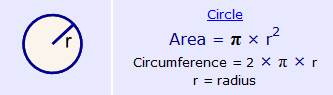 r
Circle
Area = π × r²
Circumference = 2 × π × r
r = radius